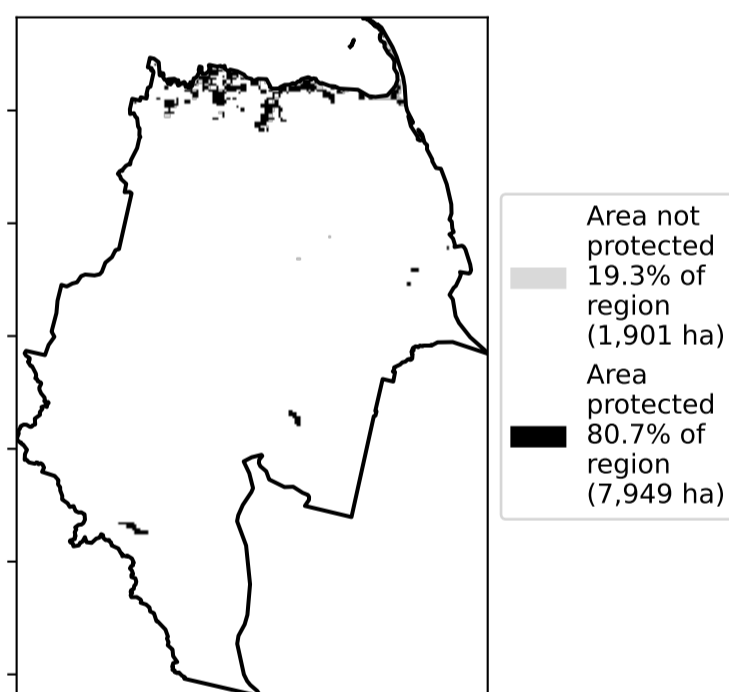 Area not
protected
19.3% of
region
(1,901 ha)
Area
protected
80.7% of
region
(7,949 ha)